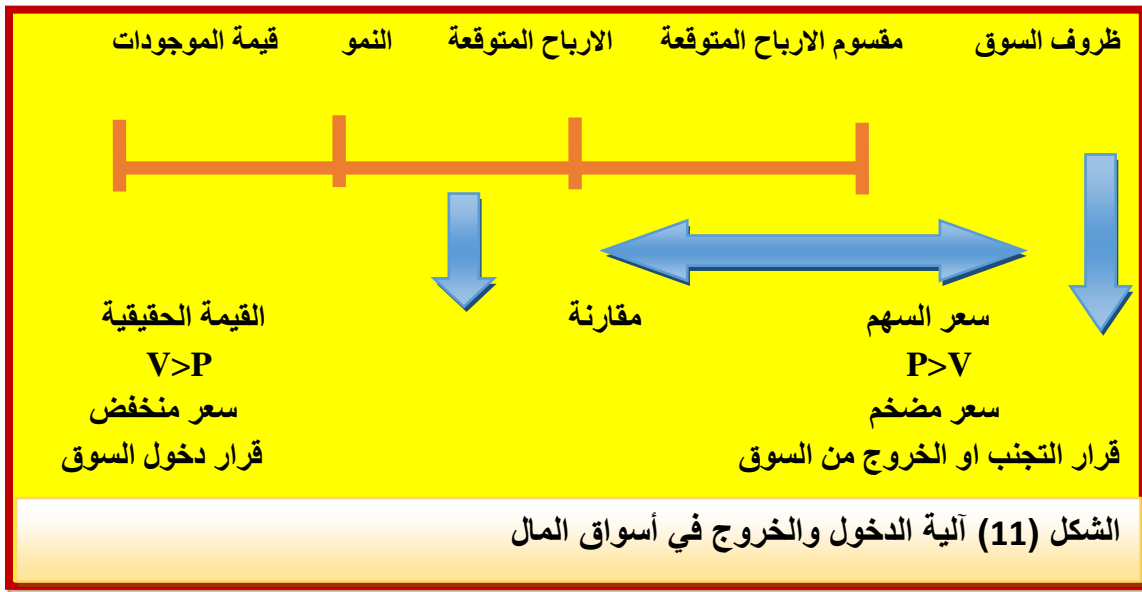 ظروف السوق مقسوم الارباح المتوقعة الارباح المتوقعة النمو قيمة الموجودات
سعر السهم مقارنة القيمة الحقيقية
P>V V>P
سعر مضخم سعر منخفض
قرار التجنب او الخروج من السوق قرار دخول السوق
الشكل (11) آلية الدخول والخروج في أسواق المال